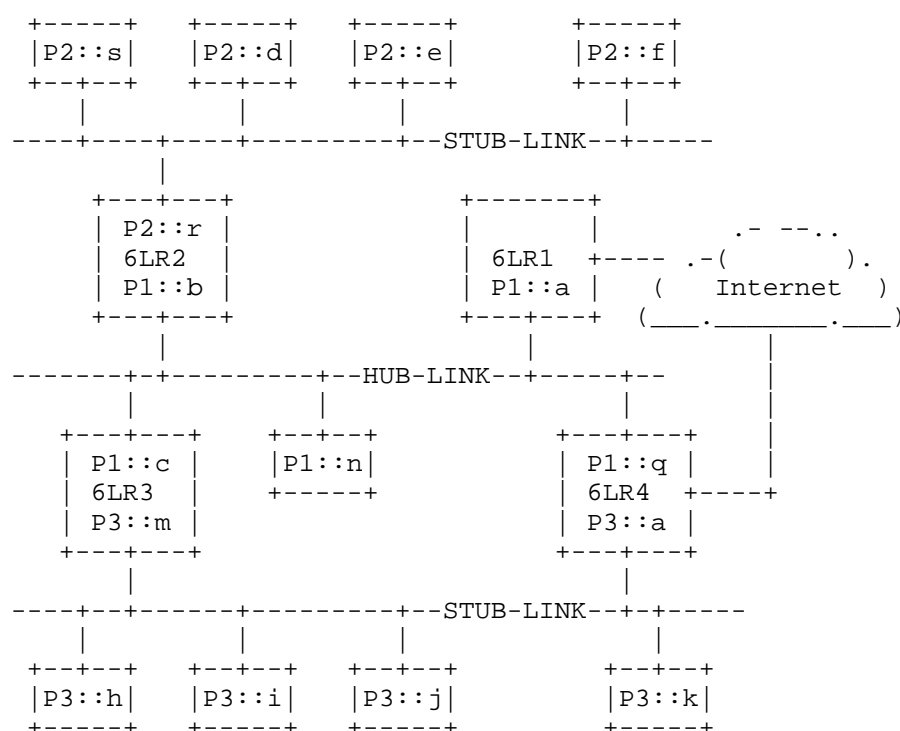 P2::s P2::d P2::e P2::f
STUB-LINK
P2::r
6LR2 6LR1
P1::b P1::a Internet
HUB-LINK
P1::c P1::n P1::q
6LR3 6LR4
P3::m P3::a
STUB-LINK
P3::h P3::i P3::j P3::k